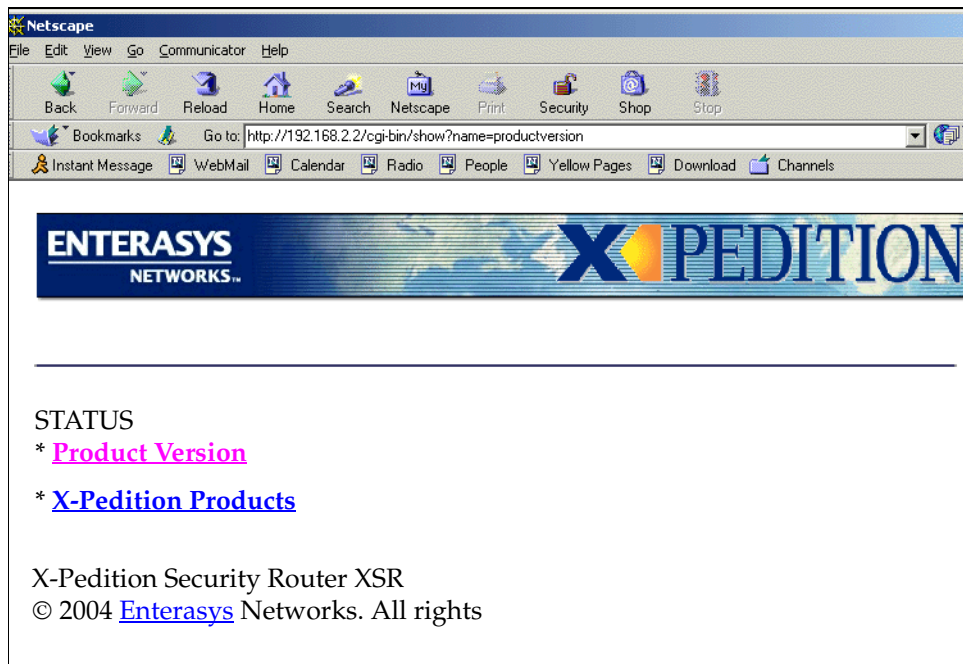 Netscape
File Edit View Go Communicator Help
Back Forward Reload Home Search Netscape Print Security Shop Stop
My
Bookmarks Go to: http://192.168.2.2/cgi-bin/show?name=productversion
Instant Message WebMail Calendar Radio People Yellow Pages Download Channels
ENTERASYS
NETWORKS™
X PEDITION
STATUS
* Product Version
* X-Pedition Products
X-Pedition Security Router XSR
© 2004 Enterasys Networks. All rights